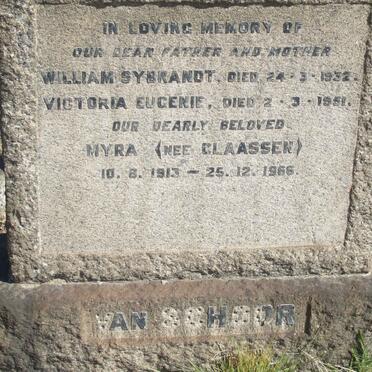 IN LOVING MEMORY OF
OUR DEAR FATHER AND MOTHER
WILLIAM SYBRANDT, DIED 24-3-1932.
VICTORIA EUGENIE, DIED 2-3-1951.
OUR DEARLY BELOVED.
MYRA (NEE CLAASSEN)
10.8.1913 - 25.12.1966.
VAN SCHOOR